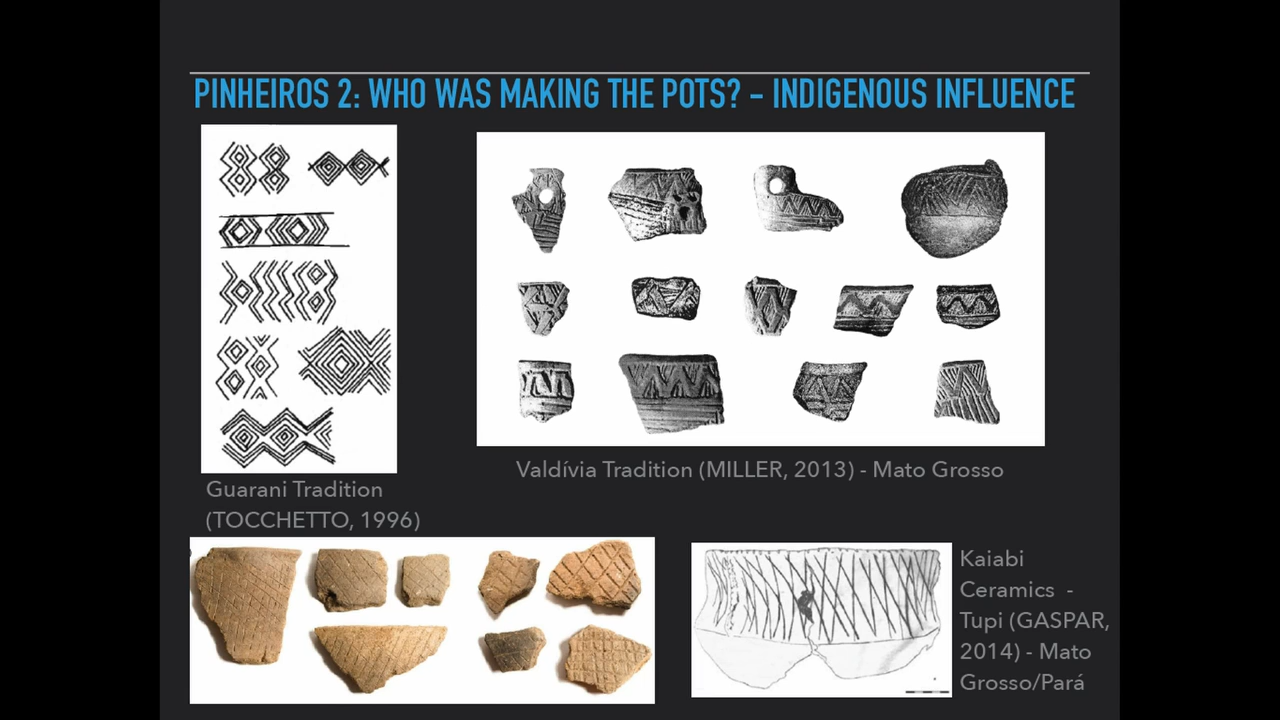 PINHEIROS 2: WHO WAS MAKING THE POTS? - INDIGENOUS INFLUENCE
Valdívia Tradition (MILLER, 2013) - Mato Grosso
Guarani Tradition
(TOCCHETTO, 1996)
Kaiabi
Ceramics -
Tupi (GASPAR,
2014) - Mato
Grosso/Pará